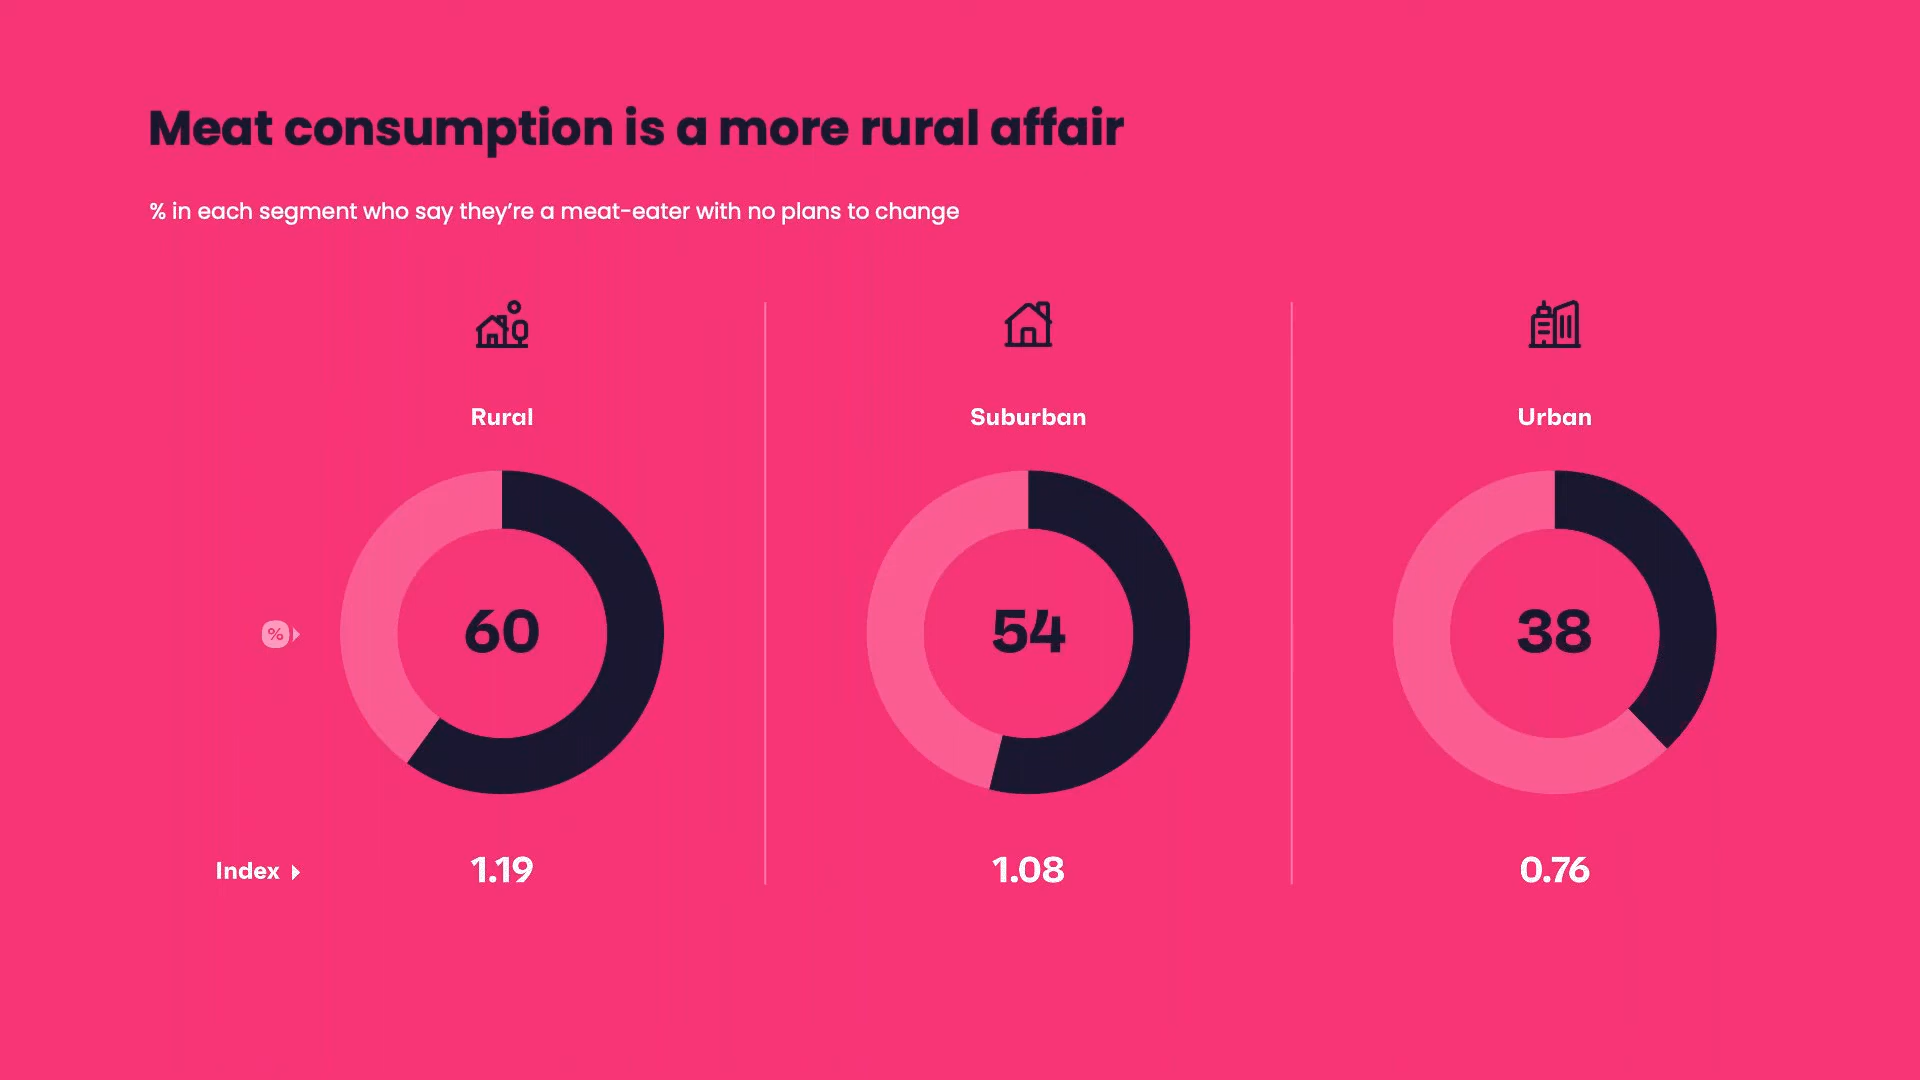 Meat consumption is a more rural affair
% in each segment who say they’re a meat-eater with no plans to change
Rural
Suburban
Urban
%
60
54
38
Index
1.19
1.08
0.76